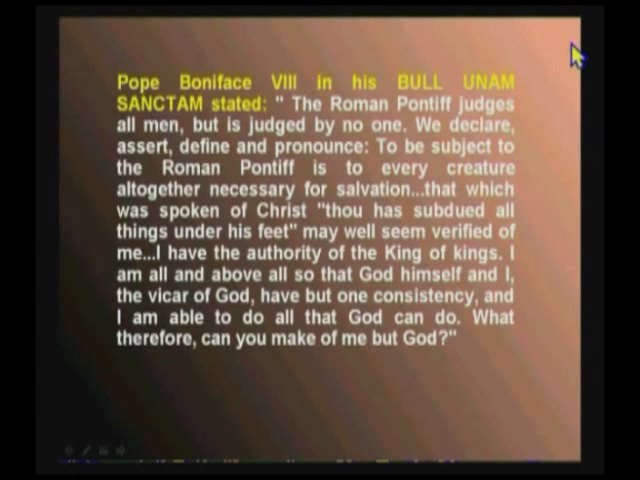 Pope Boniface VIII in his BULL UNAM
SANCTAM stated: " The Roman Pontiff judges
all men, but is judged by no one. We declare,
assert, define and pronounce: To be subject to
the Roman Pontiff is to every creature
altogether necessary for salvation...that which
was spoken of Christ "thou has subdued all
things under his feet" may well seem verified of
me...I have the authority of the King of kings. I
am all and above all so that God himself and I,
the vicar of God, have but one consistency, and
I am able to do all that God can do. What
therefore, can you make of me but God?"